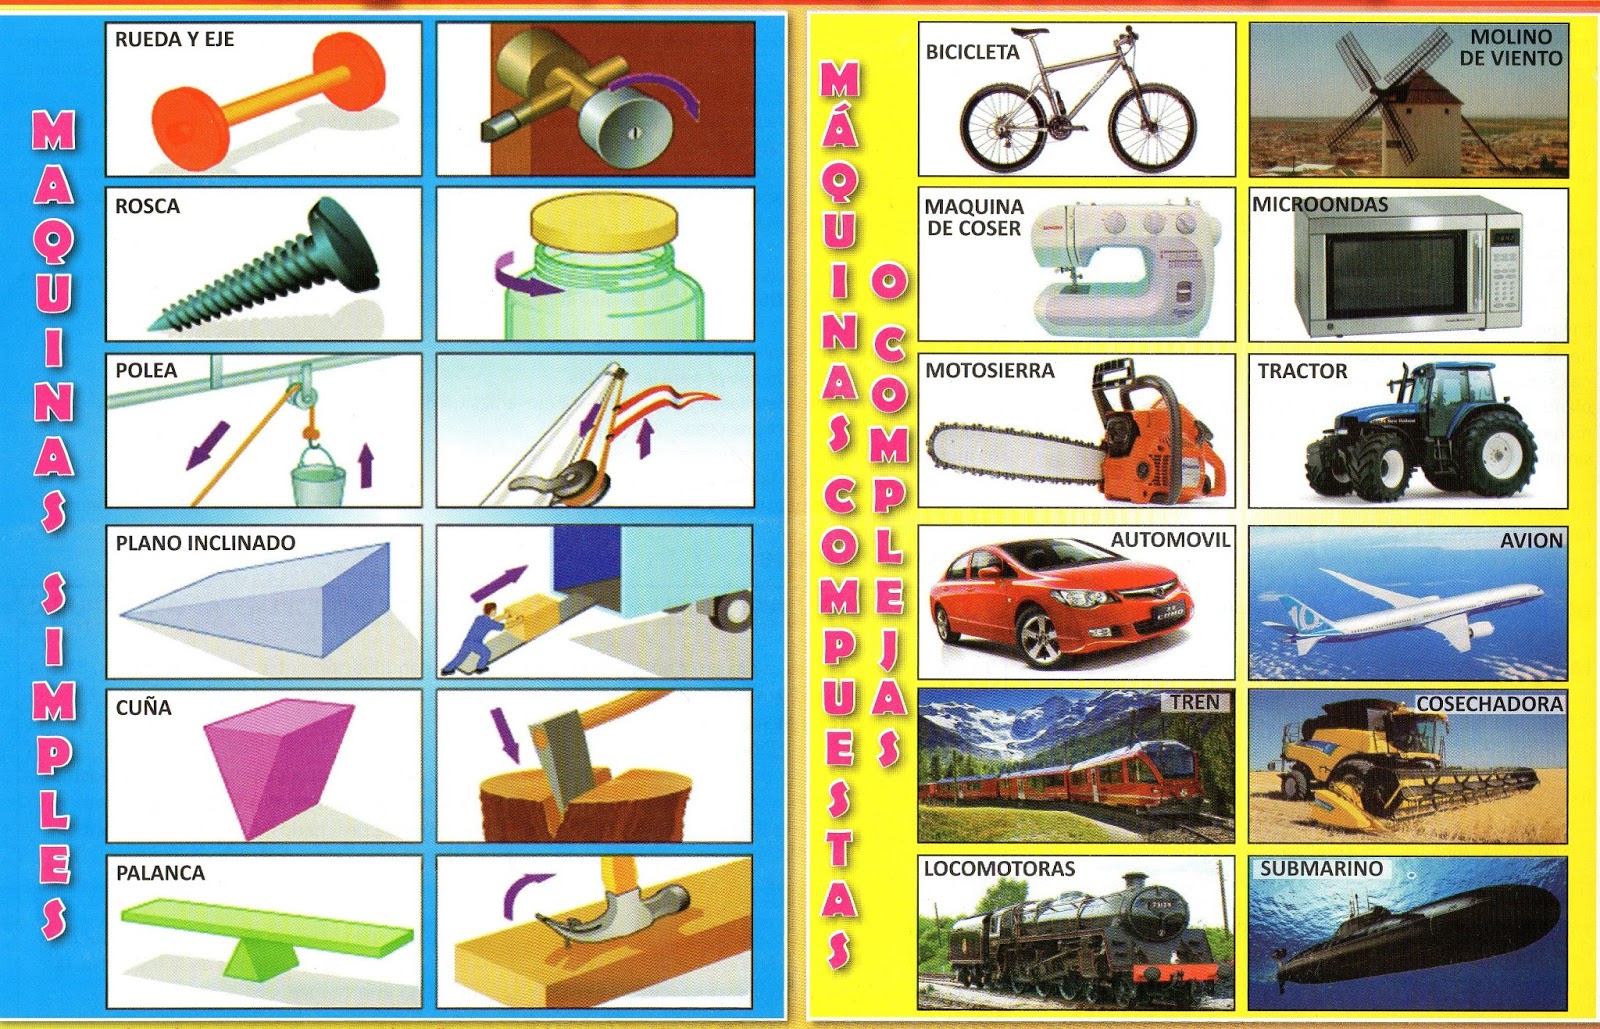 MAQUINAS SIMPLES
RUEDA Y EJE
ROSCA
POLEA
PLANO INCLINADO
CUÑA
PALANCA
MÁQUINAS COMPUESTAS
O COMPLEJAS
BICICLETA
MOLINO
DE VIENTO
MAQUINA
DE COSER
MICROONDAS
MOTOSIERRA
TRACTOR
AUTOMOVIL
AVION
TREN
COSECHADORA
LOCOMOTORAS
SUBMARINO